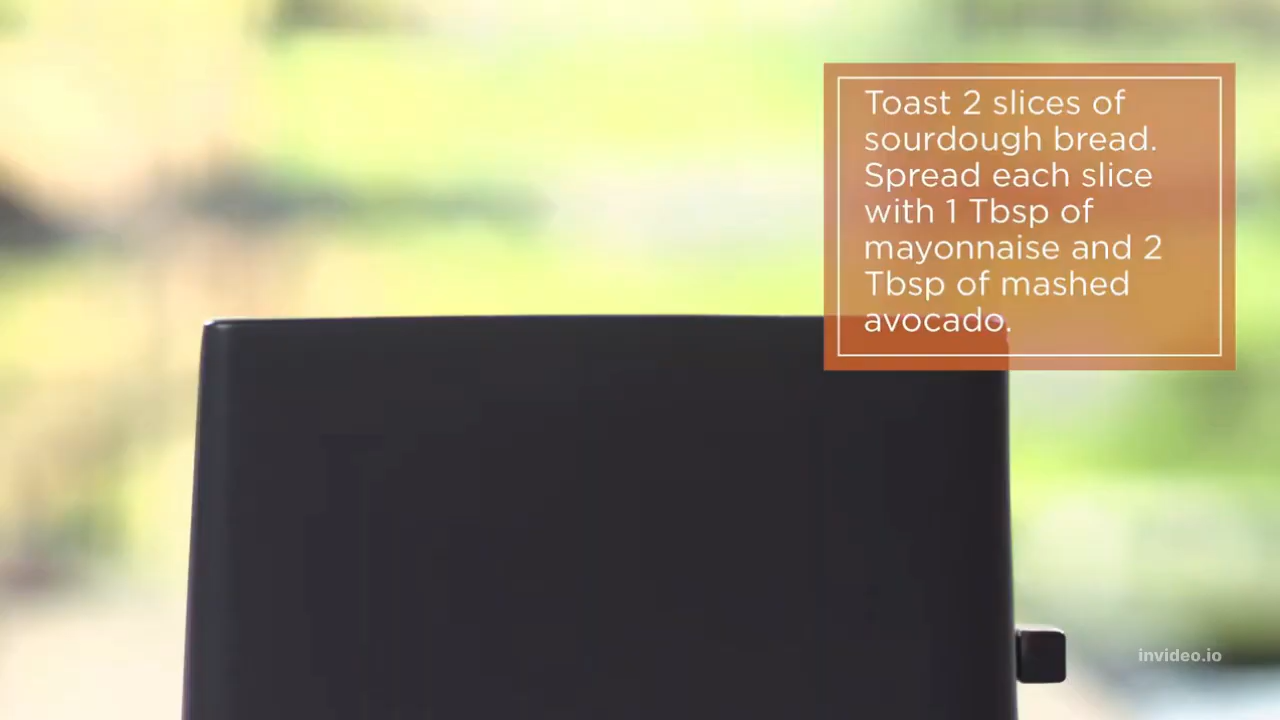 Toast 2 slices of
sourdough bread.
Spread each slice
with 1 Tbsp of
mayonnaise and 2
Tbsp of mashed
avocado.
invideo.io